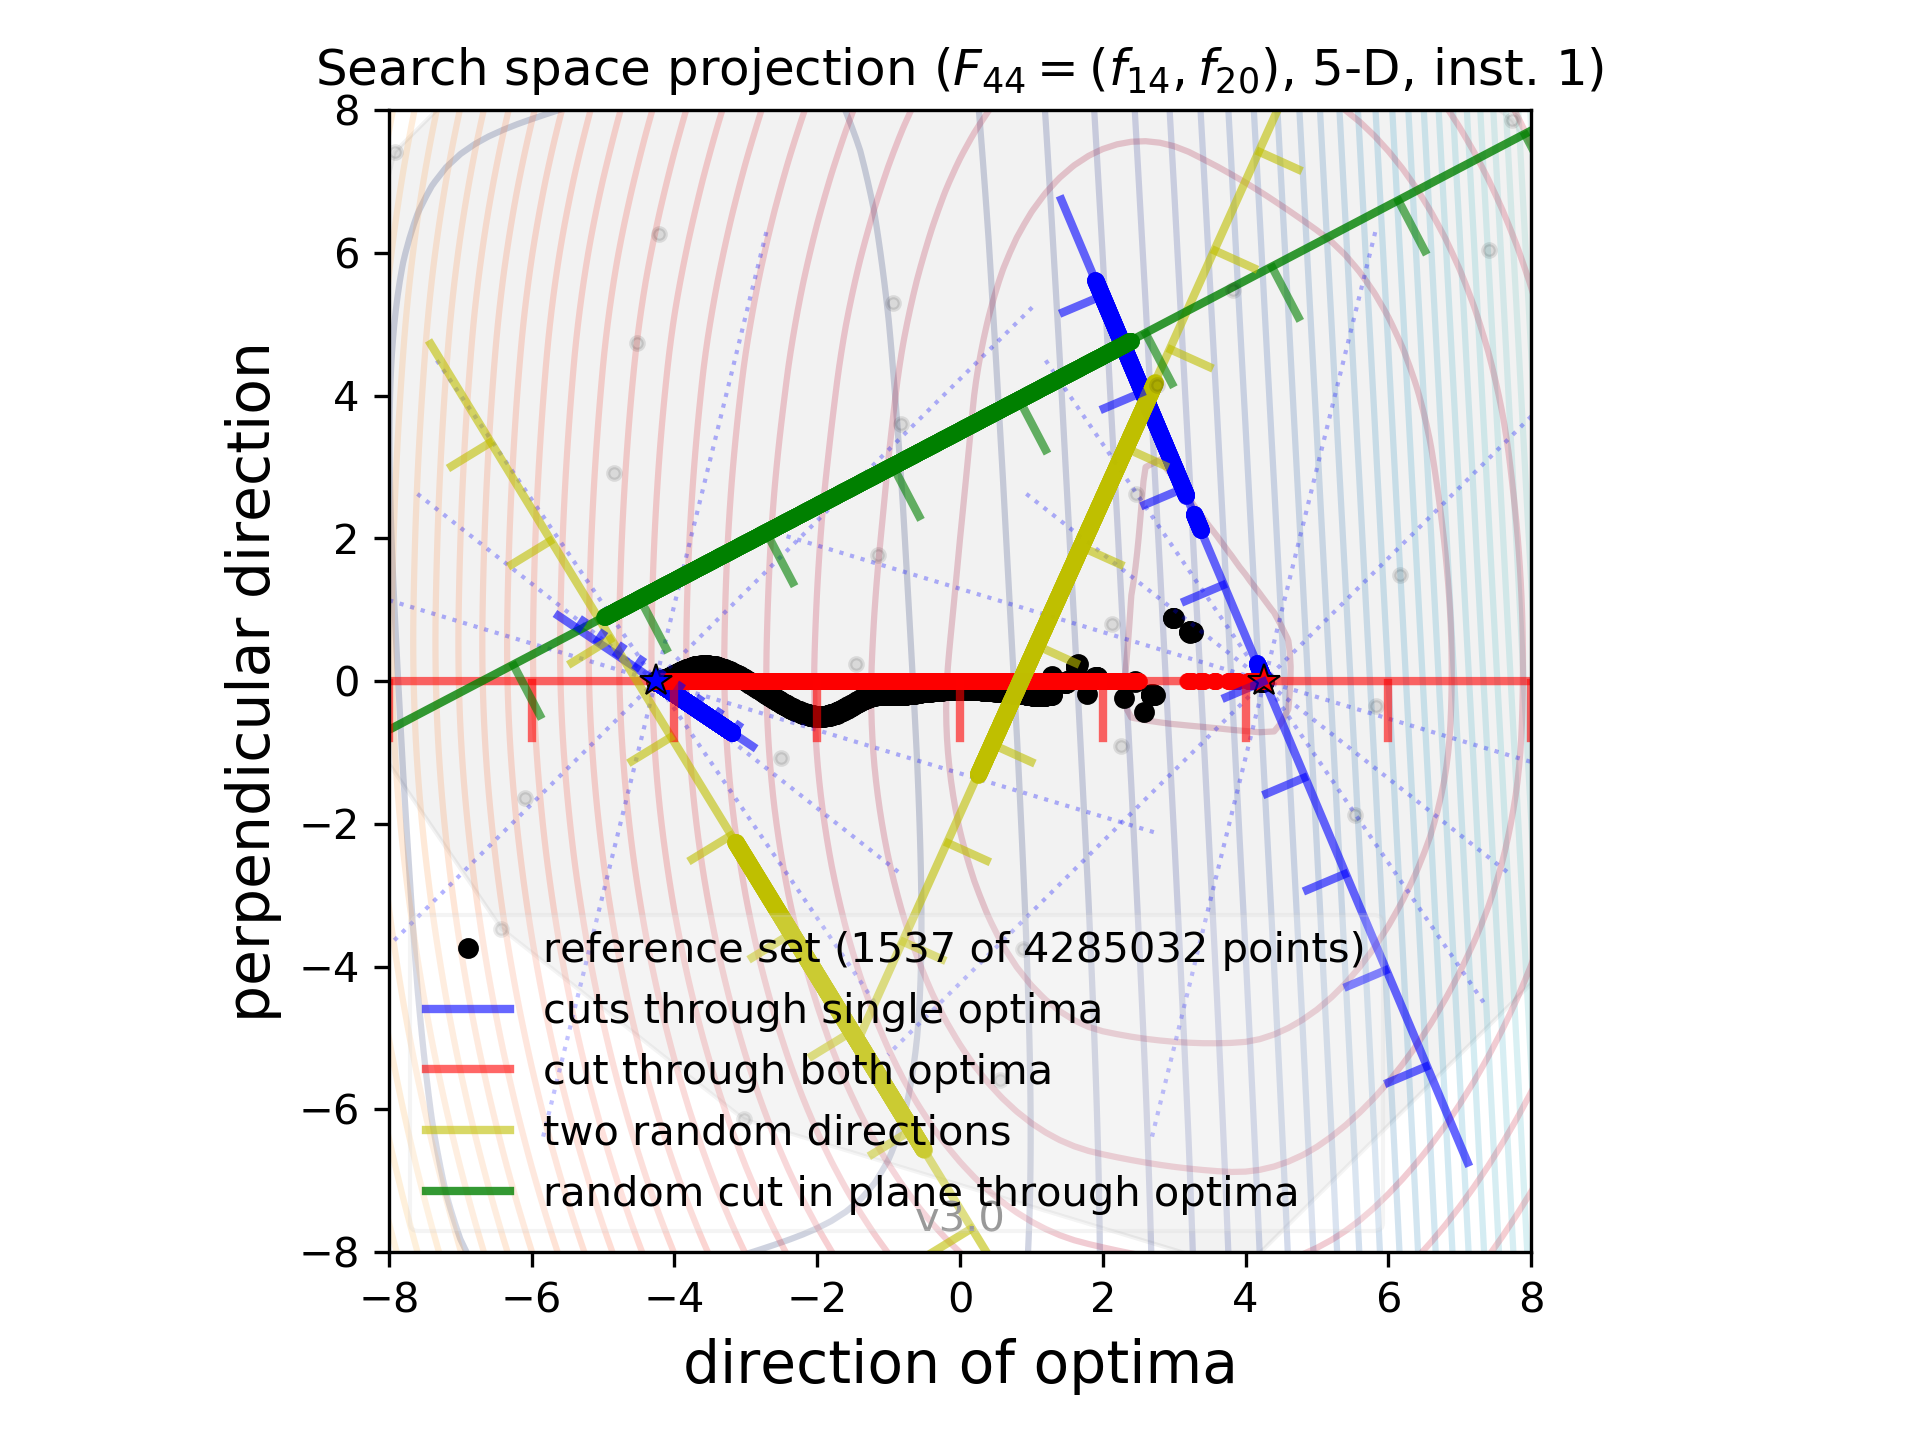 Search space projection (F44 = (f14, f20), 5-D, inst. 1)
8
6
4
2
0
−2
−4
−6
−8
perpendicular direction
reference set (1537 of 4285032 points)
cuts through single optima
cut through both optima
two random directions
random cut in plane through optima
v3.0
−8 −6 −4 −2 0 2 4 6 8
direction of optima